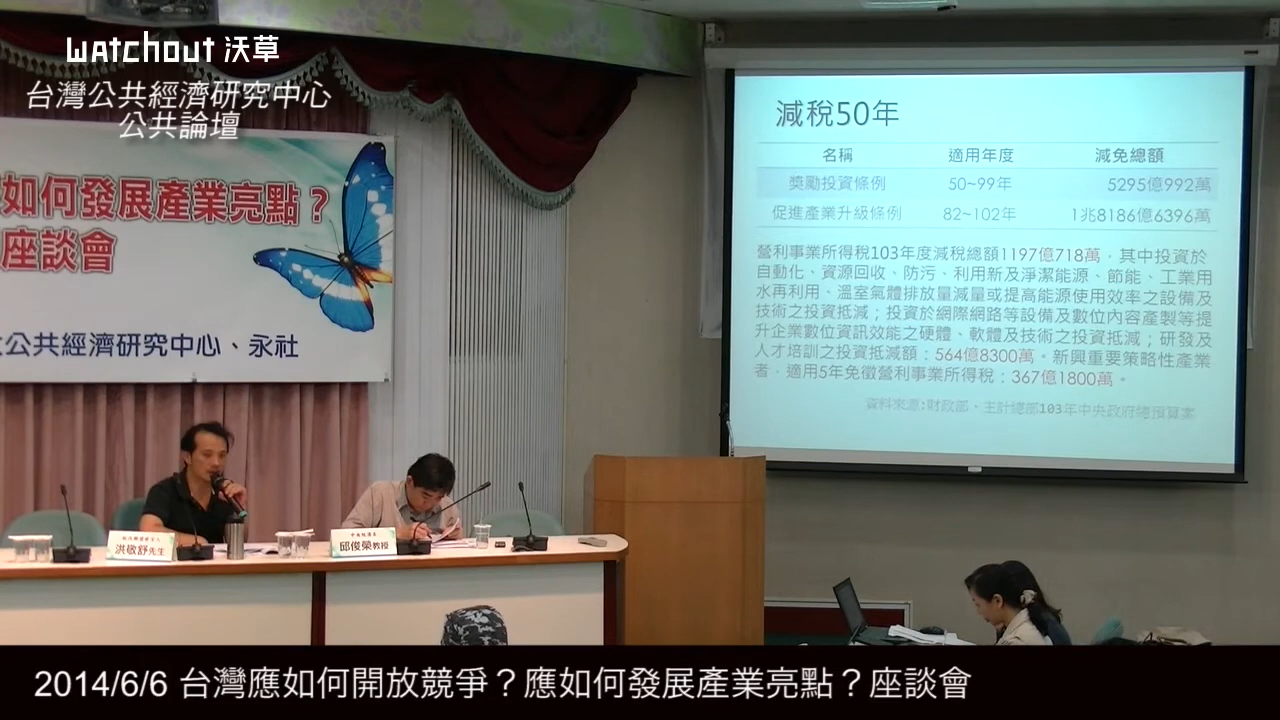 WATCHOUT 沃草
台灣公共經濟研究中心
公共論壇
如何發展產業亮點？
座談會
公共經濟研究中心、永社
洪敬舒先生
邱俊榮教授
減稅50年
名稱 適用年度 減免總額
獎勵投資條例 50~99年 5295億992萬
促進產業升級條例 82~102年 1兆8186億6396萬
營利事業所得稅103年度減稅總額1197億718萬，其中投資於
自動化、資源回收、防污、利用新及淨潔能源、節能、工業用
水再利用、溫室氣體排放量減量或提高能源使用效率之設備及
技術之投資抵減；投資於網際網路等設備及數位內容產製等提
升企業數位資訊效能之硬體、軟體及技術之投資抵減；研發及
人才培訓之投資抵減額：564億8300萬。新興重要策略性產業
者，適用5年免徵營利事業所得稅：367億1800萬。
資料來源:財政部、主計總部103年中央政府總預算案
2014/6/6 台灣應如何開放競爭？應如何發展產業亮點？座談會